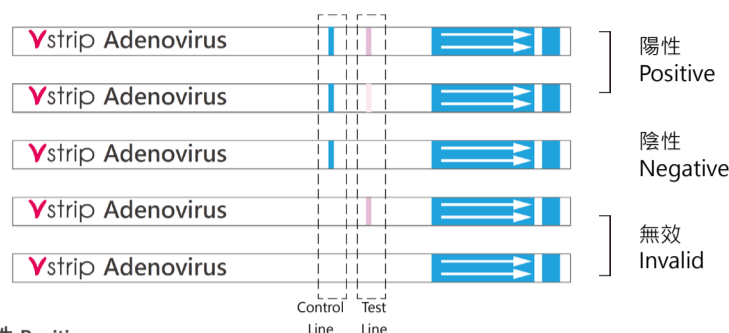 Vstrip Adenovirus
陽性
Positive
Vstrip Adenovirus
Vstrip Adenovirus
陰性
Negative
Vstrip Adenovirus
無效
Invalid
Vstrip Adenovirus
Control Line
Test Line